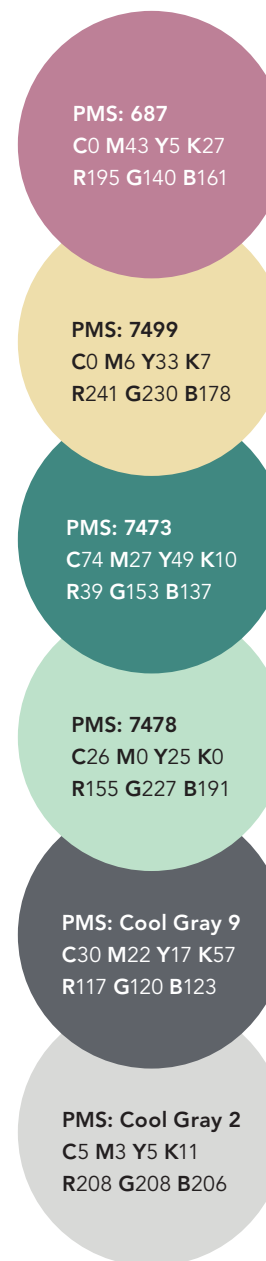 PMS: 687
C0 M43 Y5 K27
R195 G140 B161
PMS: 7499
C0 M6 Y33 K7
R241 G230 B178
PMS: 7473
C74 M27 Y49 K10
R39 G153 B137
PMS: 7478
C26 M0 Y25 K0
R155 G227 B191
PMS: Cool Gray 9
C30 M22 Y17 K57
R117 G120 B123
PMS: Cool Gray 2
C5 M3 Y5 K11
R208 G208 B206